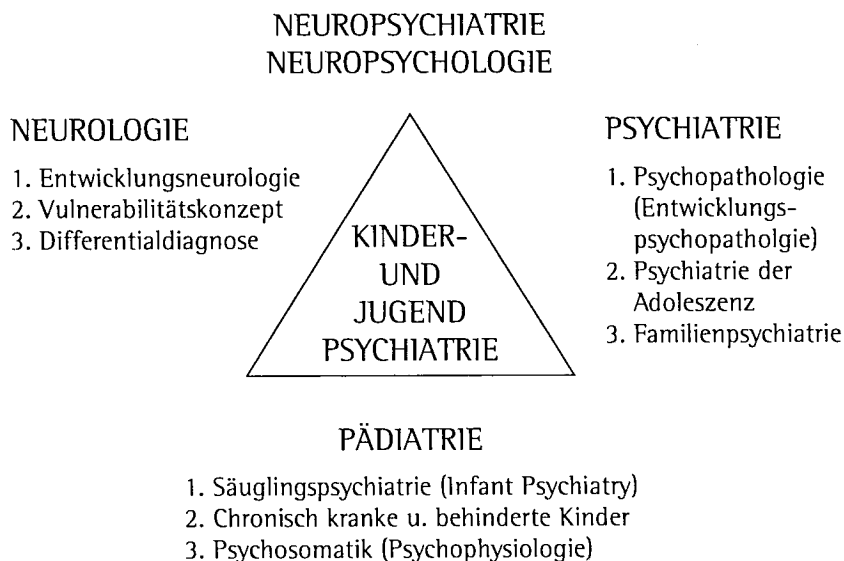 NEUROPSYCHIATRIE
NEUROPSYCHOLOGIE
NEUROLOGIE
1. Entwicklungsneurologie
2. Vulnerabilitätskonzept
3. Differentialdiagnose
KINDER-
UND
JUGEND
PSYCHIATRIE
PSYCHIATRIE
1. Psychopathologie
(Entwicklungs-
psychopatholgie)
2. Psychiatrie der
Adoleszenz
3. Familienpsychiatrie
PÄDIATRIE
1. Säuglingspsychiatrie (Infant Psychiatry)
2. Chronisch kranke u. behinderte Kinder
3. Psychosomatik (Psychophysiologie)